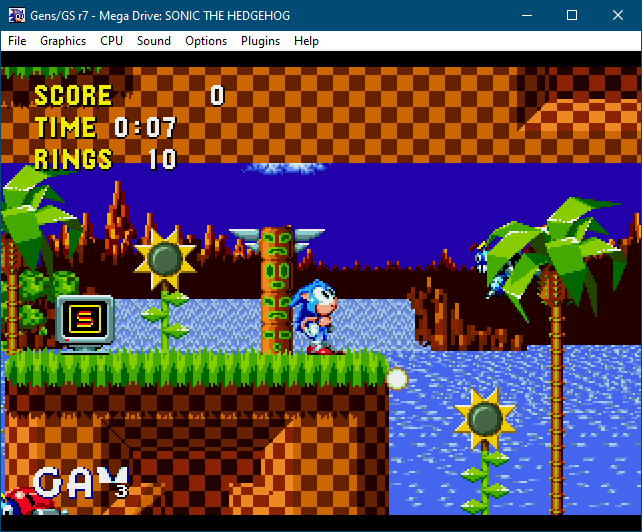 Gens/GS r7 - Mega Drive: SONIC THE HEDGEHOG
File Graphics CPU Sound Options Plugins Help
SCORE 0
TIME 0:07
RINGS 10
S
GA
3